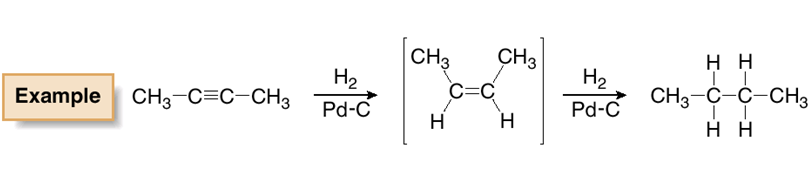 Example
CH₃−C≡C−CH₃
H₂
Pd-C
CH₃ CH₃
C=C
H H
H₂
Pd-C
H H
CH₃−C−C−CH₃
H H